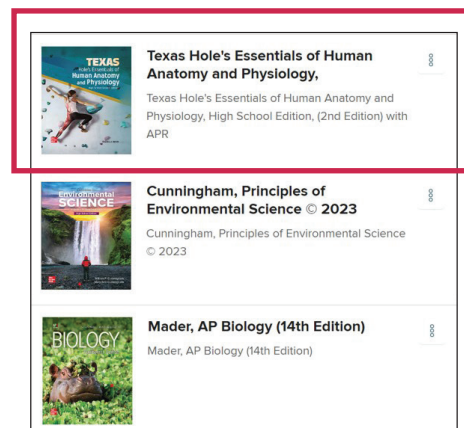 TEXAS
Hole's Essentials of
Human Anatomy
and Physiology
Texas Hole's Essentials of Human
Anatomy and Physiology,
Texas Hole's Essentials of Human Anatomy and
Physiology, High School Edition, (2nd Edition) with
APR
Environmental
SCIENCE
Cunningham, Principles of
Environmental Science © 2023
Cunningham, Principles of Environmental Science
© 2023
BIOLOGY
Mader, AP Biology (14th Edition)
Mader, AP Biology (14th Edition)